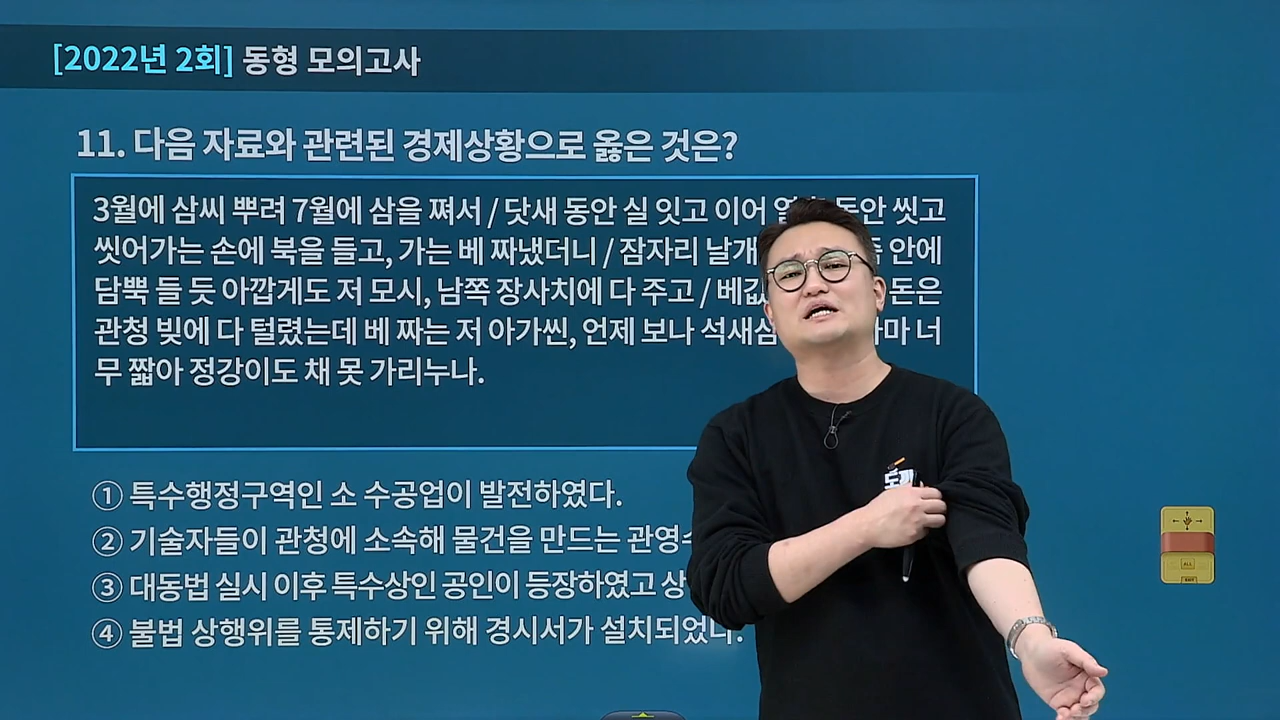 [2022년 2회] 동형 모의고사
11. 다음 자료와 관련된 경제상황으로 옳은 것은?
3월에 삼씨 뿌려 7월에 삼을 쪄서 / 닷새 동안 실 잇고 이어 동안 씻고
씻어가는 손에 북을 들고, 가는 베 짜냈더니 / 잠자리 날개 안에
담뿍 들 듯 아깝게도 저 모시, 남쪽 장사치에 다 주고 / 베값 돈은
관청 빚에 다 털렸는데 베 짜는 저 아가씬, 언제 보나 석새삼 너
무 짧아 정강이도 채 못 가리누나.
① 특수행정구역인 소 수공업이 발전하였다.
② 기술자들이 관청에 소속해 물건을 만드는
③ 대동법 실시 이후 특수상인 공인이 등장하였고
④ 불법 상행위를 통제하기 위해 경시서가 설치되었다.
ALL
EXIT